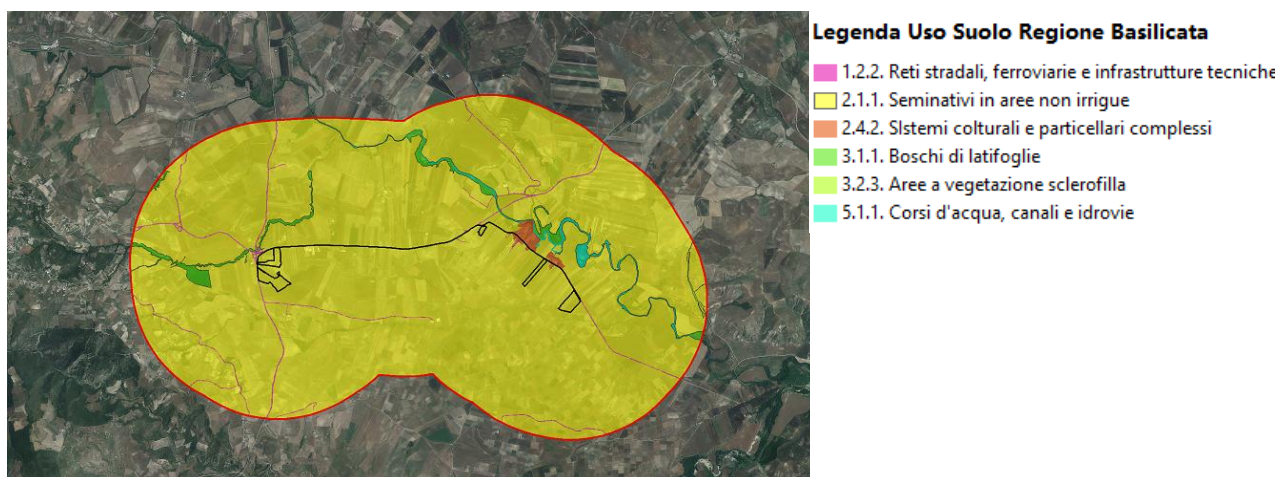 Legenda Uso Suolo Regione Basilicata
1.2.2. Reti stradali, ferroviarie e infrastrutture tecniche
2.1.1. Seminativi in aree non irrigue
2.4.2. SIstemi colturali e particellari complessi
3.1.1. Boschi di latifoglie
3.2.3. Aree a vegetazione sclerofilla
5.1.1. Corsi d'acqua, canali e idrovie